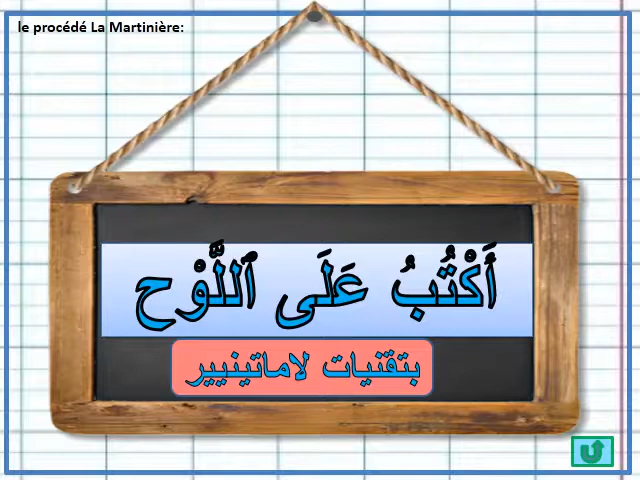 le procédé La Martinière:
أَكْتُبُ عَلَى ٱللَّوْح
بتقنيات لاماتينيير